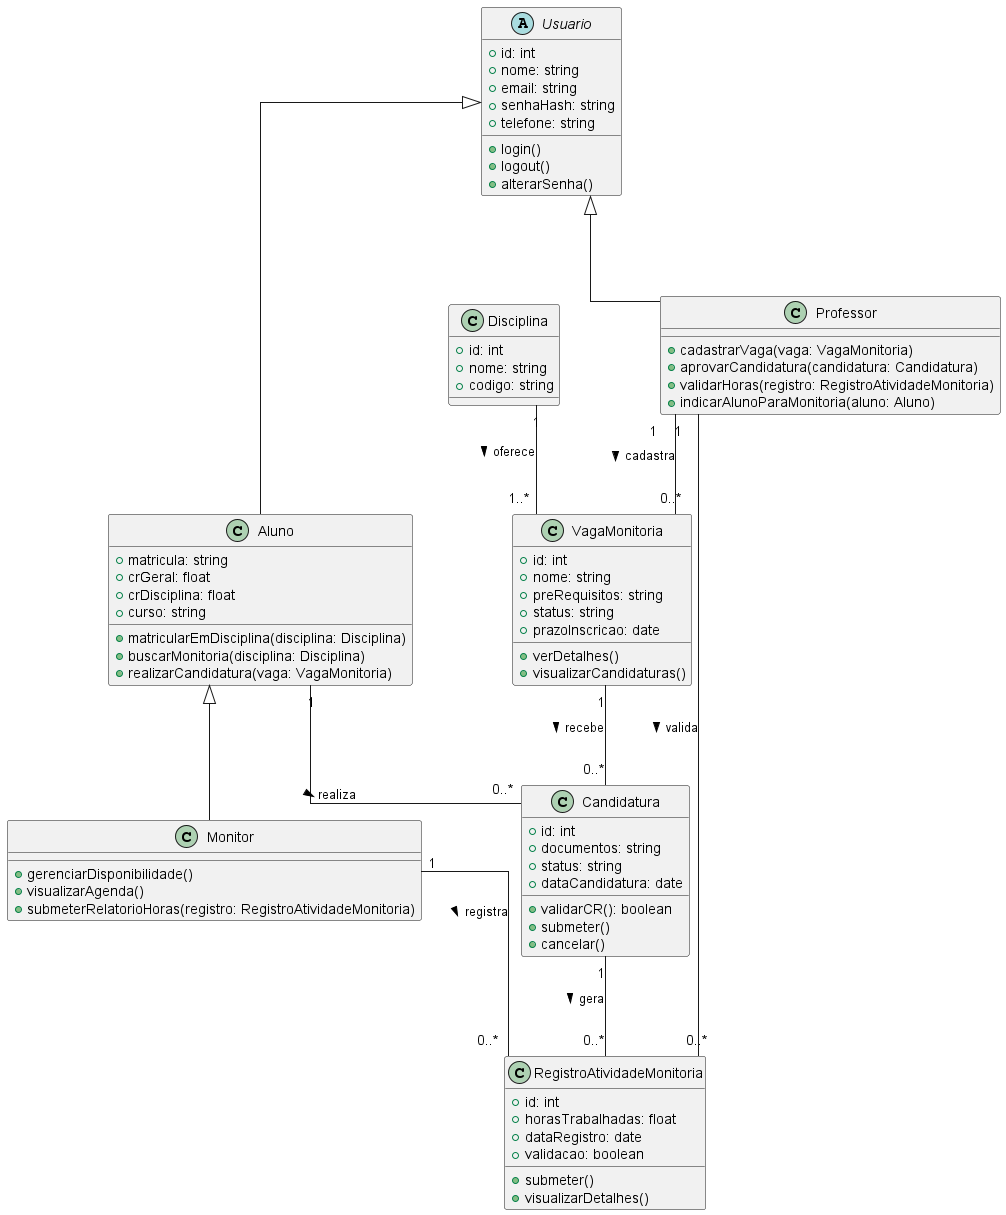 A Usuario
id: int
nome: string
email: string
senhaHash: string
telefone: string
login()
logout()
alterarSenha()
C Disciplina
id: int
nome: string
codigo: string
C Professor
cadastrarVaga(vaga: VagaMonitoria)
aprovarCandidatura(candidatura: Candidatura)
validarHoras(registro: RegistroAtividadeMonitoria)
indicarAlunoParaMonitoria(aluno: Aluno)
1
oferece
1..*
1
cadastra
0..*
1
C Aluno
matricula: string
crGeral: float
crDisciplina: float
curso: string
matricularEmDisciplina(disciplina: Disciplina)
buscarMonitoria(disciplina: Disciplina)
realizarCandidatura(vaga: VagaMonitoria)
C VagaMonitoria
id: int
nome: string
preRequisitos: string
status: string
prazoInscricao: date
verDetalhes()
visualizarCandidaturas()
1
realiza
0..*
1
recebe
0..*
valida
C Candidatura
id: int
documentos: string
status: string
dataCandidatura: date
validarCR(): boolean
submeter()
cancelar()
C Monitor
gerenciarDisponibilidade()
visualizarAgenda()
submeterRelatorioHoras(registro: RegistroAtividadeMonitoria)
1
registra
0..*
1
gera
0..*
0..*
C RegistroAtividadeMonitoria
id: int
horasTrabalhadas: float
dataRegistro: date
validacao: boolean
submeter()
visualizarDetalhes()